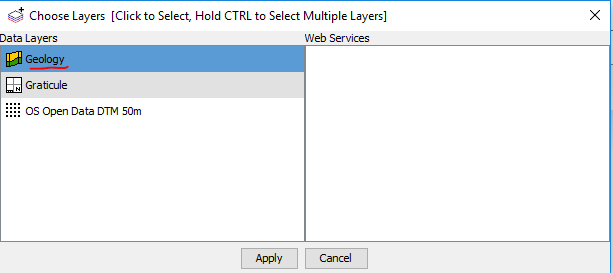 Choose Layers [Click to Select, Hold CTRL to Select Multiple Layers]
Data Layers
Web Services
Geology
Graticule
OS Open Data DTM 50m
Apply
Cancel